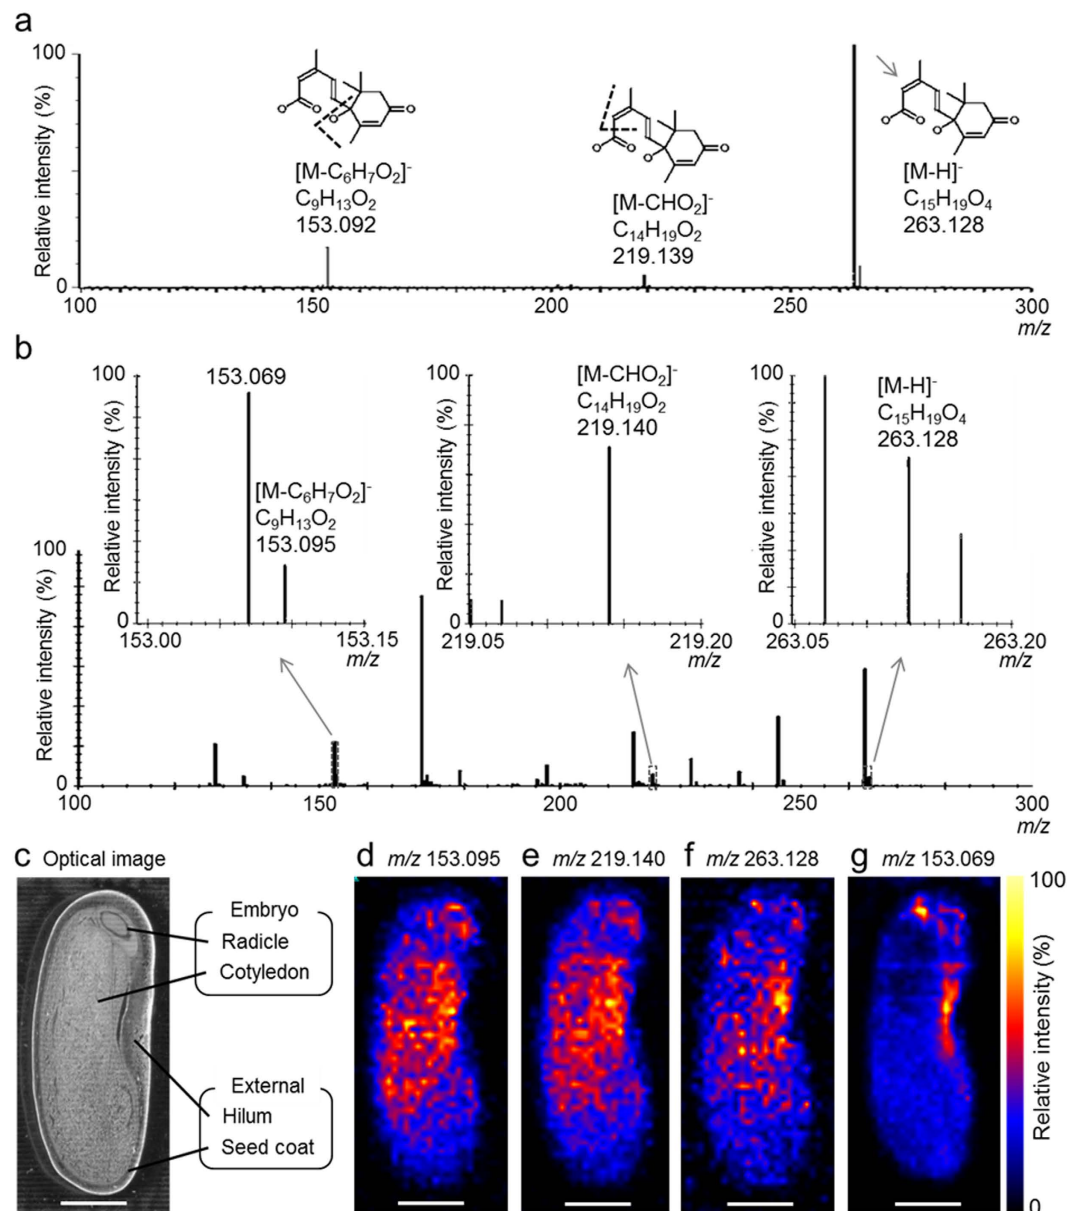 a
100
Relative intensity (%)
0
[M-C₆H₇O₂]⁻
C₉H₁₃O₂
153.092
[M-CHO₂]⁻
C₁₄H₁₉O₂
219.139
[M-H]⁻
C₁₅H₁₉O₄
263.128
O
O
O
O
O
O
O
O
O
O
O
O
100 150 200 250 300
m/z
b
100
Relative intensity (%)
0
153.069
[M-C₆H₇O₂]⁻
C₉H₁₃O₂
153.095
153.00 153.15
m/z
100
Relative intensity (%)
0
[M-CHO₂]⁻
C₁₄H₁₉O₂
219.140
219.05 219.20
m/z
100
Relative intensity (%)
0
[M-H]⁻
C₁₅H₁₉O₄
263.128
263.05 263.20
m/z
100
Relative intensity (%)
0
100 150 200 250 300
m/z
c Optical image
Embryo
Radicle
Cotyledon
External
Hilum
Seed coat
d m/z 153.095
e m/z 219.140
f m/z 263.128
g m/z 153.069
100
Relative intensity (%)
0